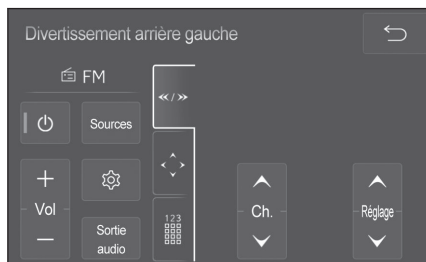 Divertissement arrière gauche
FM
Sources
+
Vol
—
Sortie
audio
123
Ch.
Réglage